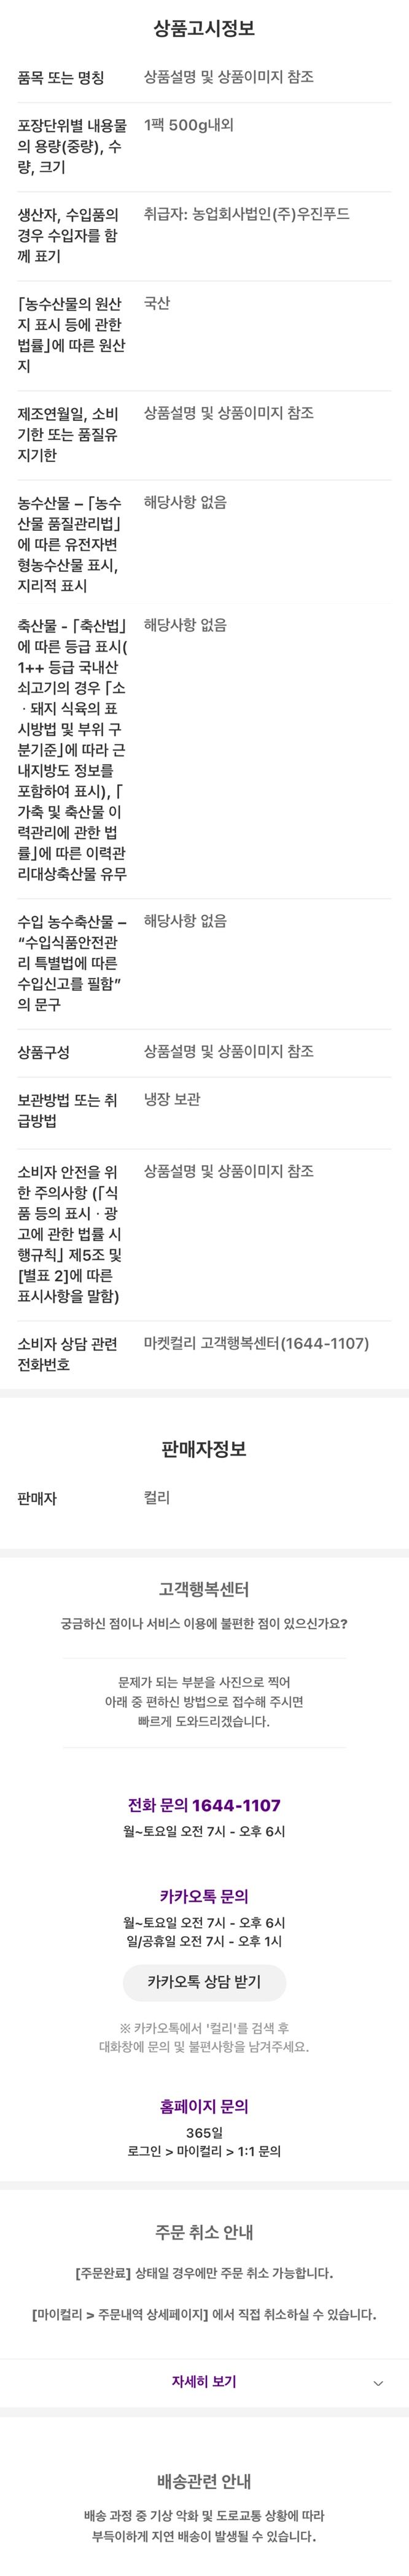 상품고시정보
품목 또는 명칭
상품설명 및 상품이미지 참조
포장단위별 내용물
의 용량(중량), 수
량, 크기
1팩 500g내외
생산자, 수입품의
경우 수입자를 함
께 표기
취급자: 농업회사법인(주)우진푸드
「농수산물의 원산
지 표시 등에 관한
법률」에 따른 원산
지
국산
제조연월일, 소비
기한 또는 품질유
지기한
상품설명 및 상품이미지 참조
농수산물 – 「농수
산물 품질관리법」
에 따른 유전자변
형농수산물 표시,
지리적 표시
해당사항 없음
축산물 - 「축산법」
에 따른 등급 표시(
1++ 등급 국내산
쇠고기의 경우 「소
· 돼지 식육의 표
시방법 및 부위 구
분기준」에 따라 근
내지방도 정보를
포함하여 표시), 「
가축 및 축산물 이
력관리에 관한 법
률」에 따른 이력관
리대상축산물 유무
해당사항 없음
수입 농수축산물 –
“수입식품안전관
리 특별법에 따른
수입신고를 필함”
의 문구
해당사항 없음
상품구성
상품설명 및 상품이미지 참조
보관방법 또는 취
급방법
냉장 보관
소비자 안전을 위
한 주의사항 (「식
품 등의 표시 · 광
고에 관한 법률 시
행규칙」 제5조 및
[별표 2]에 따른
표시사항을 말함)
상품설명 및 상품이미지 참조
소비자 상담 관련
전화번호
마켓컬리 고객행복센터(1644-1107)
판매자정보
판매자
컬리
고객행복센터
궁금하신 점이나 서비스 이용에 불편한 점이 있으신가요?
문제가 되는 부분을 사진으로 찍어
아래 중 편하신 방법으로 접수해 주시면
빠르게 도와드리겠습니다.
전화 문의 1644-1107
월~토요일 오전 7시 - 오후 6시
카카오톡 문의
월~토요일 오전 7시 - 오후 6시
일/공휴일 오전 7시 - 오후 1시
카카오톡 상담 받기
※ 카카오톡에서 '컬리'를 검색 후
대화창에 문의 및 불편사항을 남겨주세요.
홈페이지 문의
365일
로그인 > 마이컬리 > 1:1 문의
주문 취소 안내
[주문완료] 상태일 경우에만 주문 취소 가능합니다.
[마이컬리 > 주문내역 상세페이지] 에서 직접 취소하실 수 있습니다.
자세히 보기
배송관련 안내
배송 과정 중 기상 악화 및 도로교통 상황에 따라
부득이하게 지연 배송이 발생될 수 있습니다.